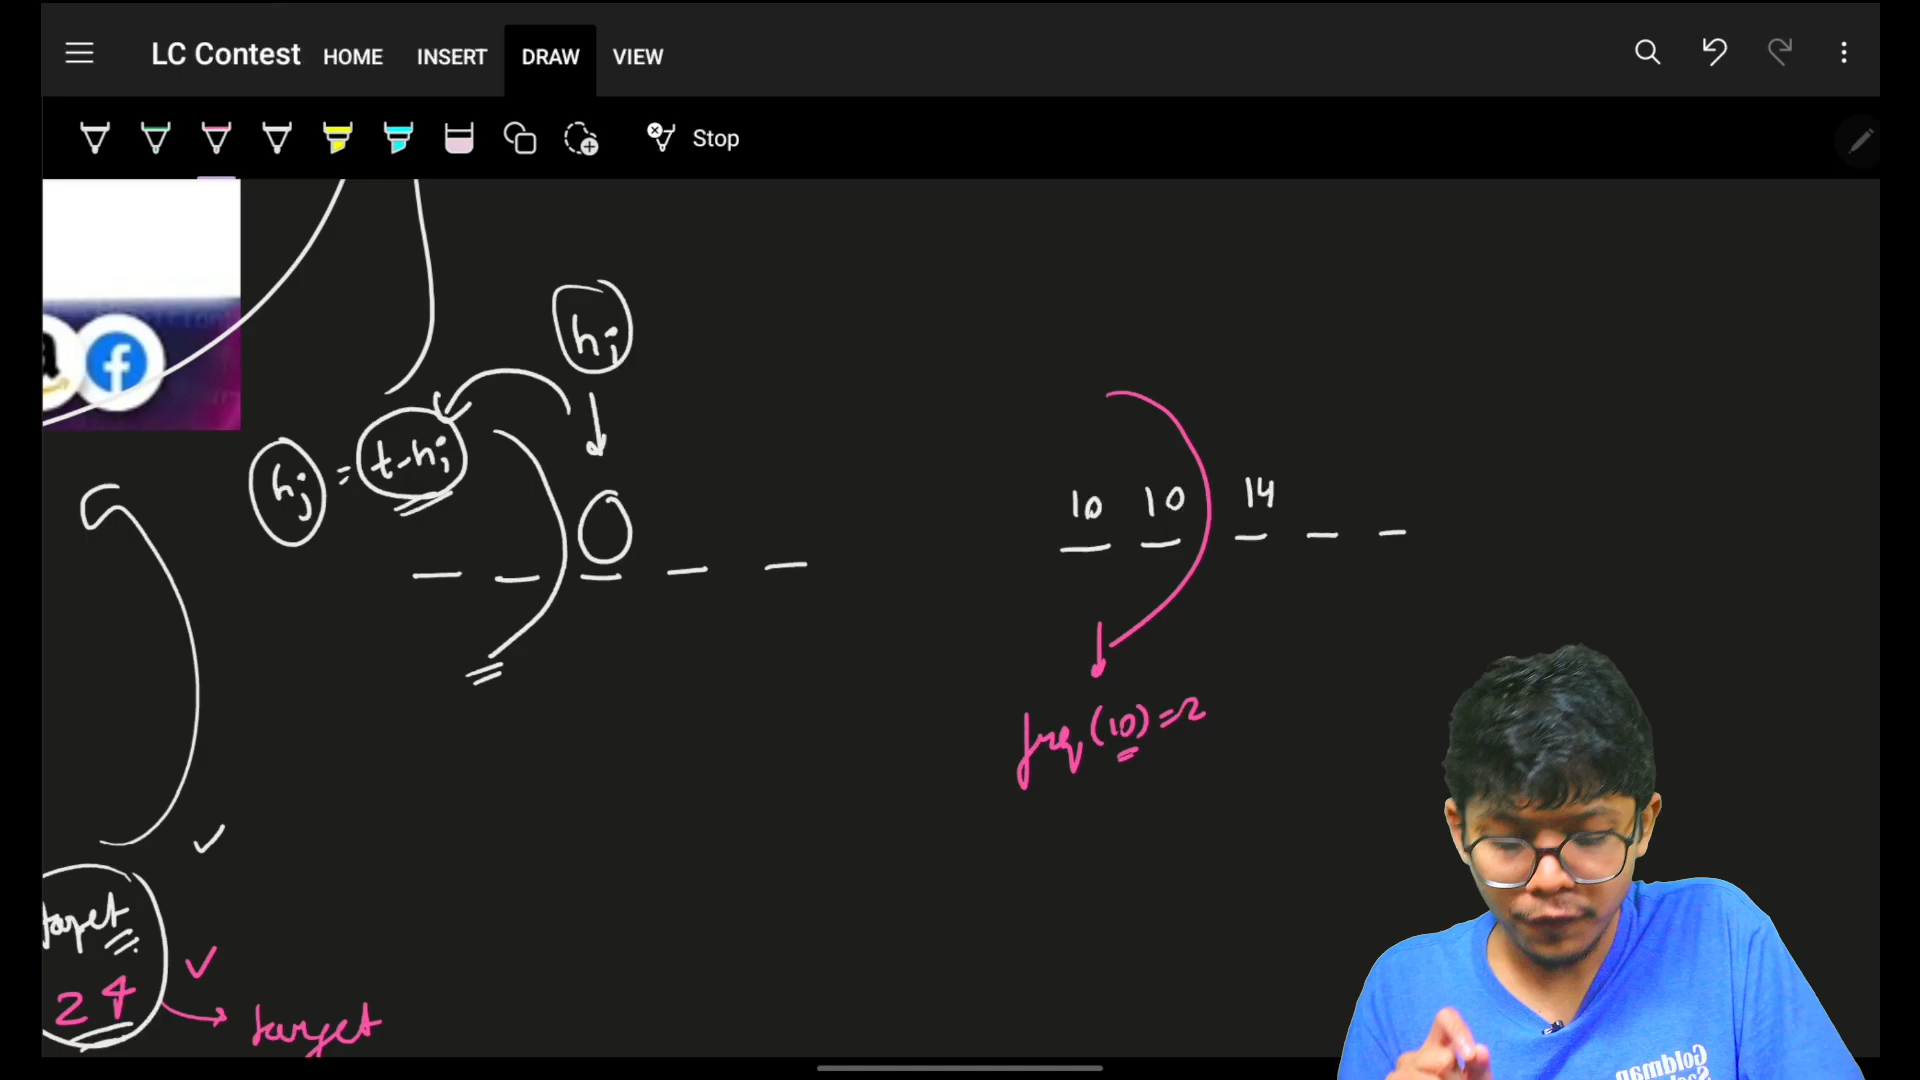 LC Contest HOME INSERT DRAW VIEW
Stop
hi
hj = t-hi
10 10 14
freq (10) = 2
target
24
target
Goldman